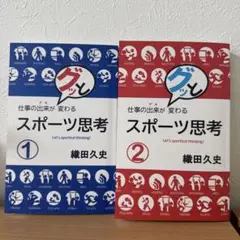 グッと
仕事の出来が変わる
スポーツ思考
Let's sportical thinking!
①
織田久史
グッと
仕事の出来が変わる
スポーツ思考
Let's sportical thinking!
②
織田久史